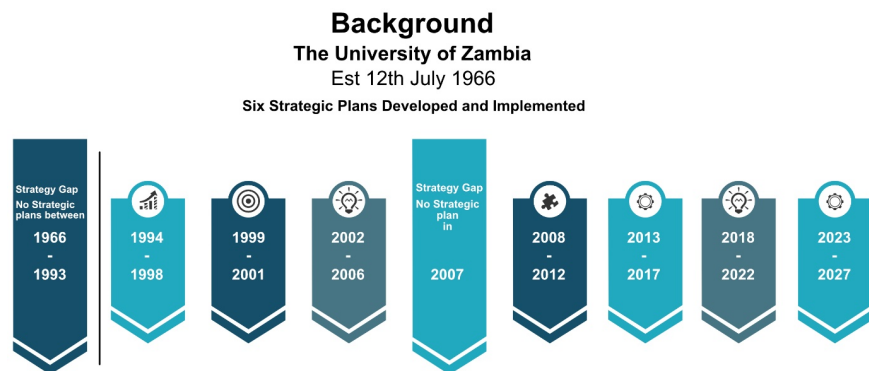 Background
The University of Zambia
Est 12th July 1966
Six Strategic Plans Developed and Implemented
Strategy Gap
No Strategic
plans between
1966
-
1993
1994
-
1998
1999
-
2001
2002
-
2006
Strategy Gap
No Strategic
plan
in
2007
2008
-
2012
2013
-
2017
2018
-
2022
2023
-
2027